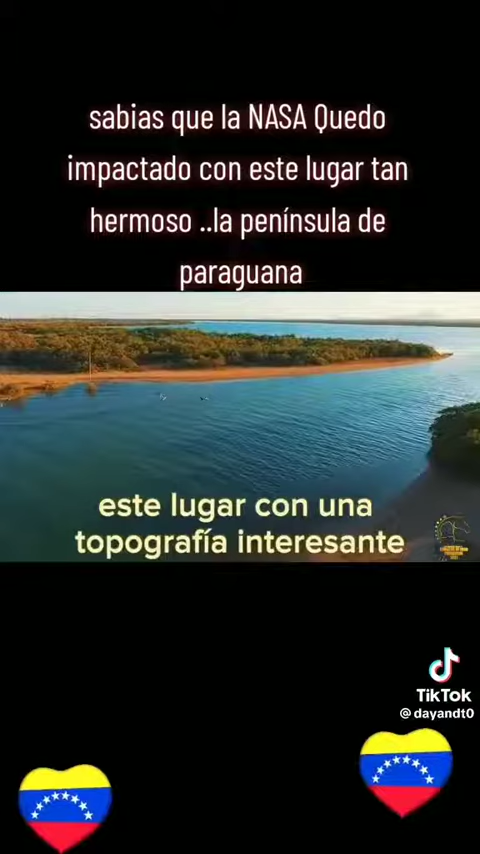 sabias que la NASA Quedo
impactado con este lugar tan
hermoso ..la península de
paraguana
este lugar con una
topografía interesante
TikTok
@dayandt0